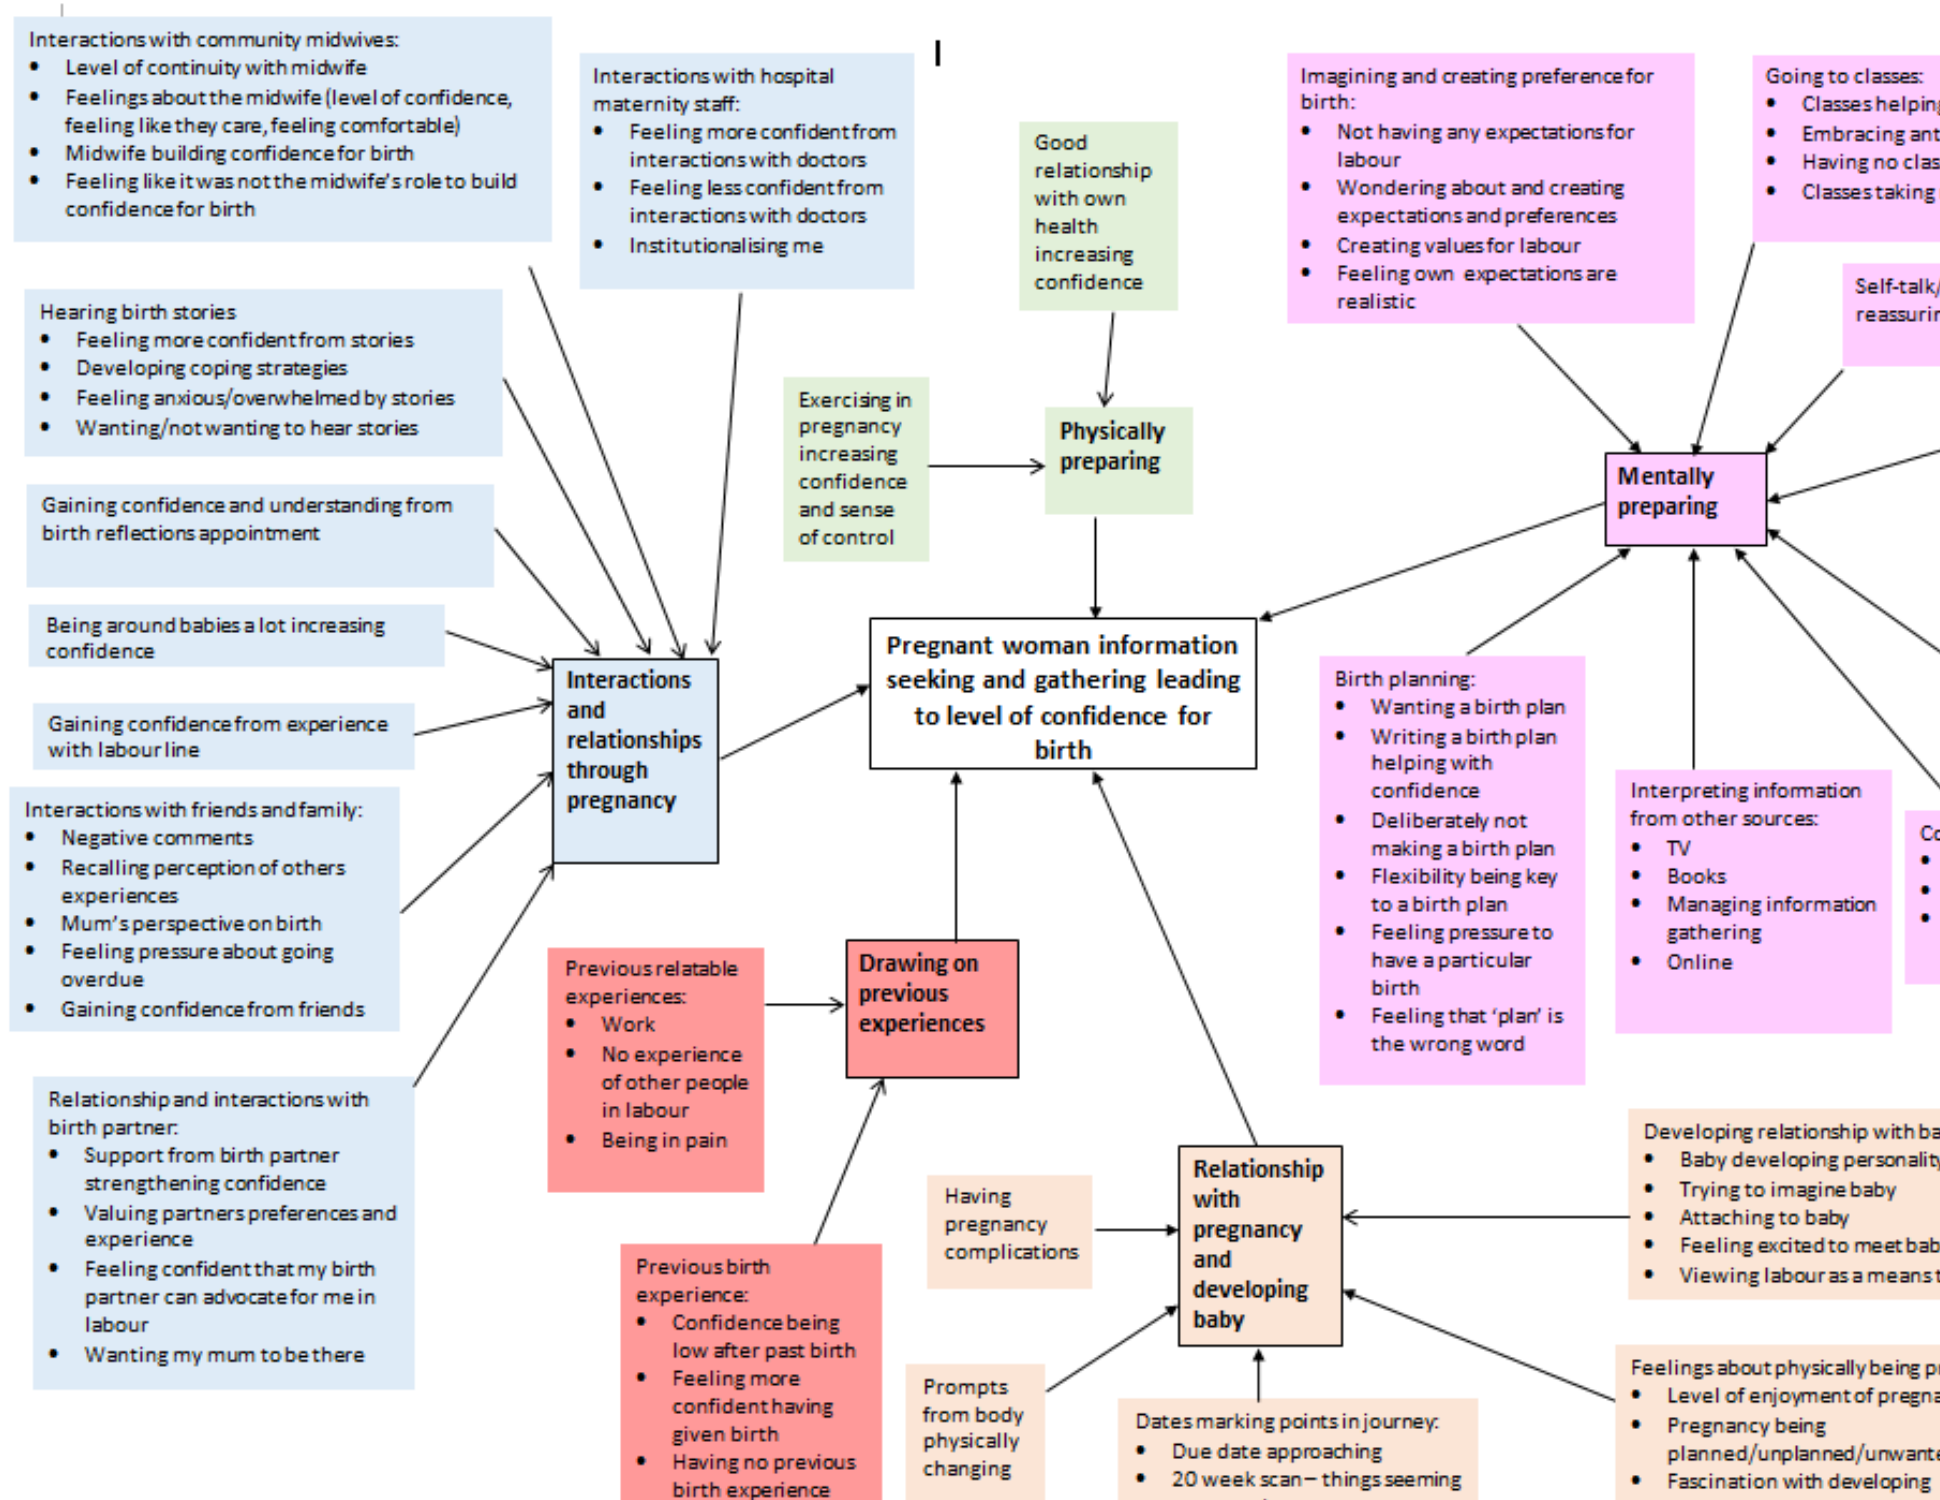 Interactions with community midwives:
• Level of continuity with midwife
• Feelings about the midwife (level of confidence,
feeling like they care, feeling comfortable)
• Midwife building confidence for birth
• Feeling like it was not the midwife's role to build
confidence for birth
Interactions with hospital
maternity staff:
• Feeling more confident from
interactions with doctors
• Feeling less confident from
interactions with doctors
• Institutionalising me
Good
relationship
with own
health
increasing
confidence
Imagining and creating preference for
birth:
• Not having any expectations for
labour
• Wondering about and creating
expectations and preferences
• Creating values for labour
• Feeling own expectations are
realistic
Going to classes:
• Classes helping
• Embracing
• Having no
• Classes taking
Self-talk/
Hearing birth stories
• Feeling more confident from stories
• Developing coping strategies
• Feeling anxious/overwhelmed by stories
• Wanting/not wanting to hear stories
Exercising in
pregnancy
increasing
confidence
and sense
of control
Physically
preparing
Mentally
preparing
Gaining confidence and understanding from
birth reflections appointment
Being around babies a lot increasing
confidence
Gaining confidence from experience
with labour line
Interactions
and
relationships
through
pregnancy
Pregnant woman information
seeking and gathering leading
to level of confidence for
birth
Interactions with friends and family:
• Negative comments
• Recalling perception of others
experiences
• Mum's perspective on birth
• Feeling pressure about going
overdue
• Gaining confidence from friends
Birth planning:
• Wanting a birth plan
• Writing a birth plan
helping with
confidence
• Deliberately not
making a birth plan
• Flexibility being key
to a birth plan
• Feeling pressure to
have a particular
birth
• Feeling that 'plan' is
the wrong word
Interpreting information
from other sources:
• TV
• Books
• Managing information
gathering
• Online
Previous relatable
experiences:
• Work
• No experience
of other people
in labour
• Being in pain
Drawing on
previous
experiences
Relationship and interactions with
birth partner:
• Support from birth partner
strengthening confidence
• Valuing partners preferences and
experience
• Feeling confident that my birth
partner can advocate for me in
labour
• Wanting my mum to be there
Previous birth
experience:
• Confidence being
low after past birth
• Feeling more
confident having
given birth
• Having no previous
birth experience
Having
pregnancy
complications
Relationship
with
pregnancy
and
developing
baby
Developing relationship with
• Baby developing personality
• Trying to imagine baby
• Attaching to baby
• Feeling excited to meet
• Viewing labour as a means
Prompts
from body
physically
changing
Dates marking points in journey:
• Due date approaching
• 20 week scan – things seeming
Feelings about physically being
• Level of enjoyment of
• Pregnancy being
planned/unplanned/
• Fascination with developing